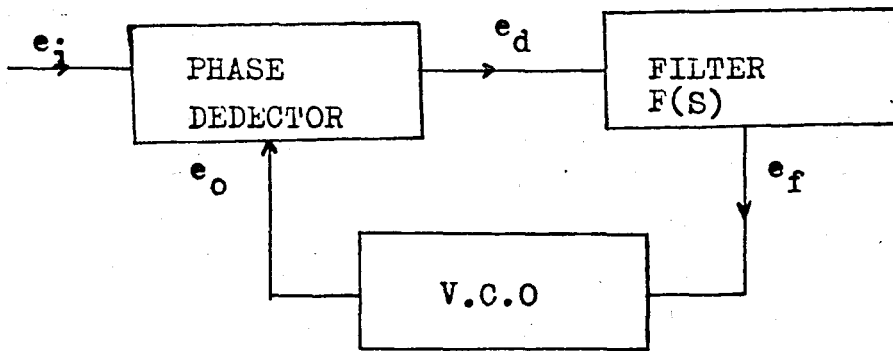 e_i
PHASE
DEDECTOR
e_d
FILTER
F(S)
e_o
e_f
V.C.O